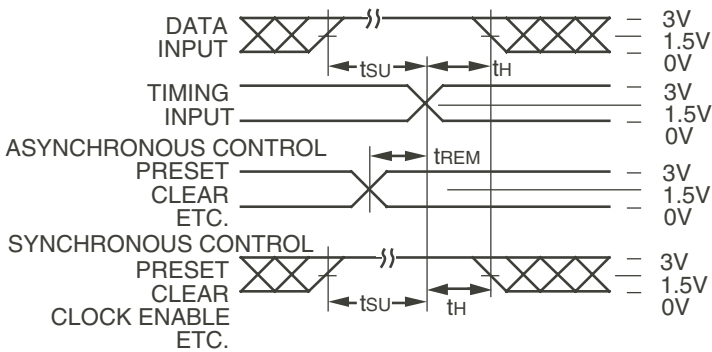 DATA
INPUT
3V
1.5V
0V
tSU
tH
TIMING
INPUT
3V
1.5V
0V
ASYNCHRONOUS CONTROL
PRESET
CLEAR
ETC.
tREM
3V
1.5V
0V
SYNCHRONOUS CONTROL
PRESET
CLEAR
CLOCK ENABLE
ETC.
tSU
tH
3V
1.5V
0V